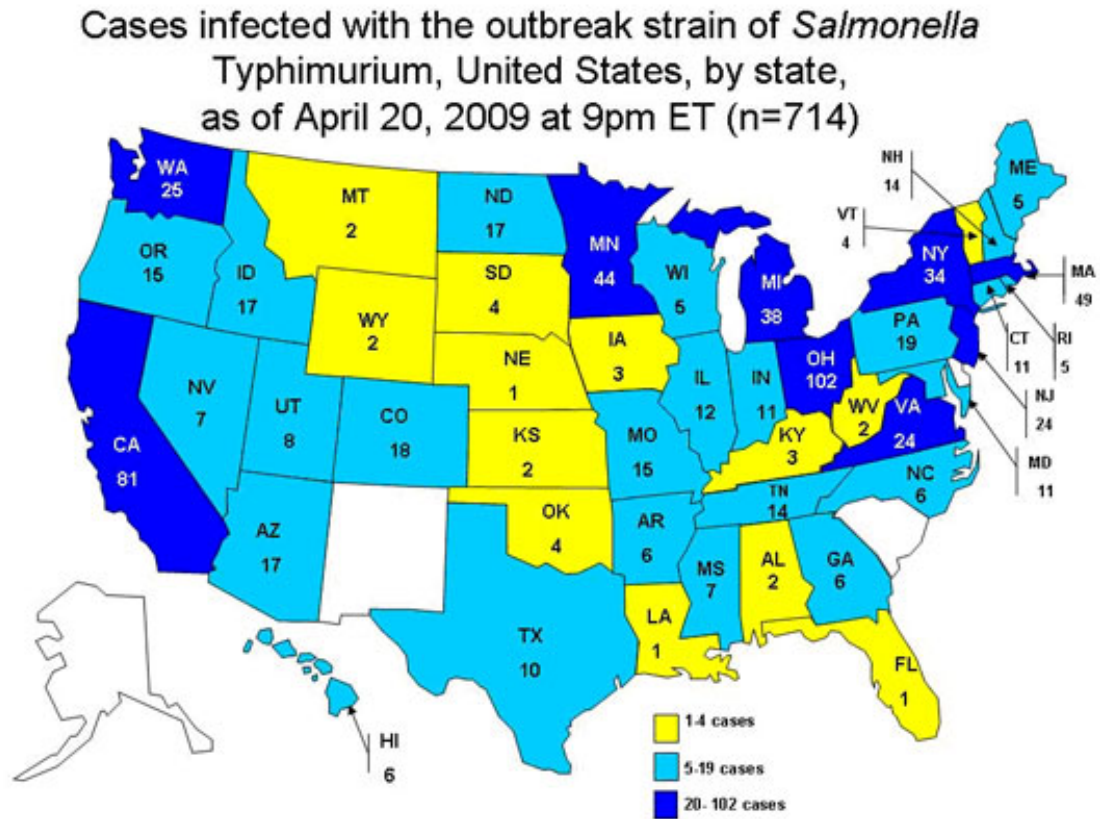 Cases infected with the outbreak strain of Salmonella
Typhimurium, United States, by state,
as of April 20, 2009 at 9pm ET (n=714)
WA
25
MT
2
ND
17
MN
44
NH
14
ME
5
VT
4
OR
15
ID
17
SD
4
WI
5
MI
38
NY
34
MA
49
WY
2
IA
3
PA
19
CT
11
RI
5
NE
1
NV
7
UT
8
CO
18
IL
12
IN
11
OH
102
WV
2
VA
24
NJ
24
CA
81
KS
2
MO
15
KY
3
MD
11
AZ
17
OK
4
AR
6
TN
14
NC
6
MS
7
AL
2
GA
6
TX
10
LA
1
FL
1
HI
6
1-4 cases
5-19 cases
20- 102 cases